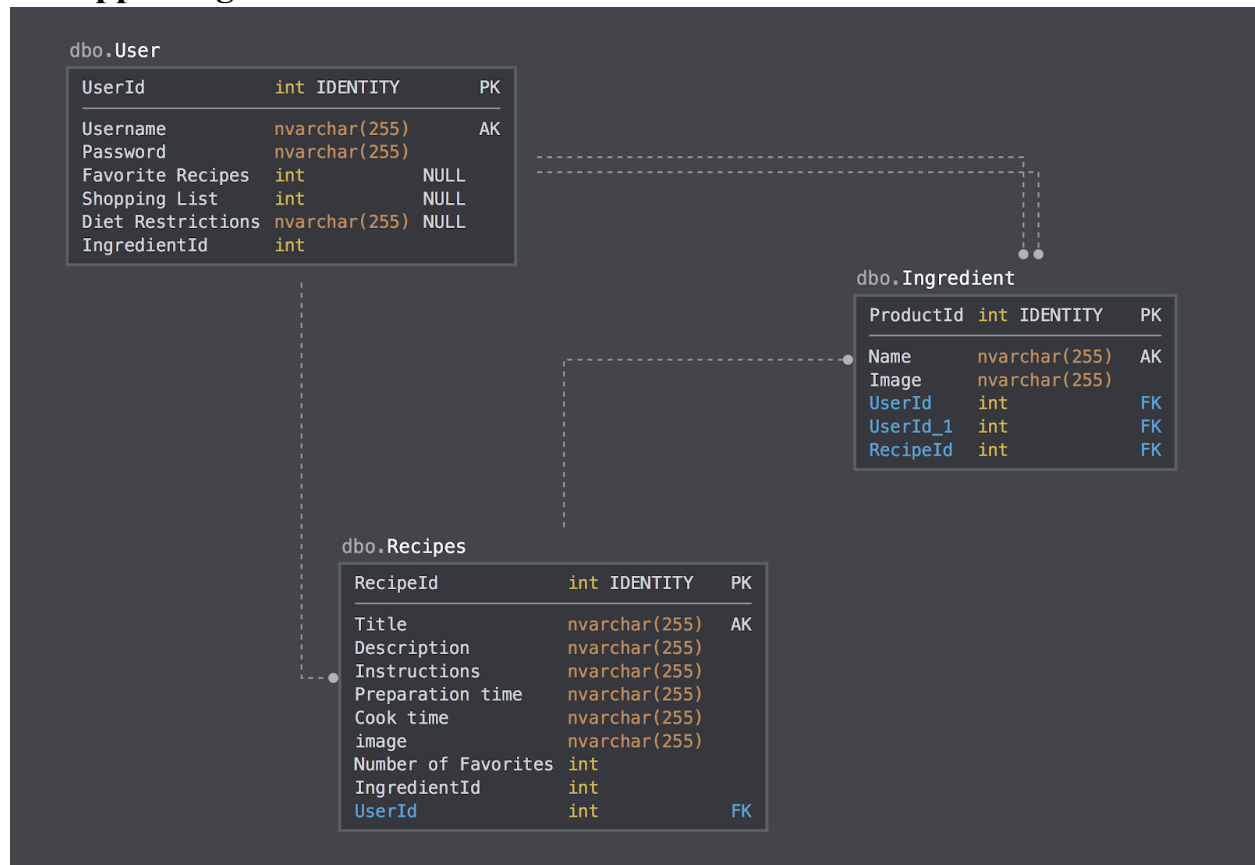 dbo.User
UserId int IDENTITY PK
Username nvarchar(255) AK
Password nvarchar(255)
Favorite Recipes int NULL
Shopping List int NULL
Diet Restrictions nvarchar(255) NULL
IngredientId int
dbo.Ingredient
ProductId int IDENTITY PK
Name nvarchar(255) AK
Image nvarchar(255)
UserId int FK
UserId_1 int FK
RecipeId int FK
dbo.Recipes
RecipeId int IDENTITY PK
Title nvarchar(255) AK
Description nvarchar(255)
Instructions nvarchar(255)
Preparation time nvarchar(255)
Cook time nvarchar(255)
image nvarchar(255)
Number of Favorites int
IngredientId int
UserId int FK